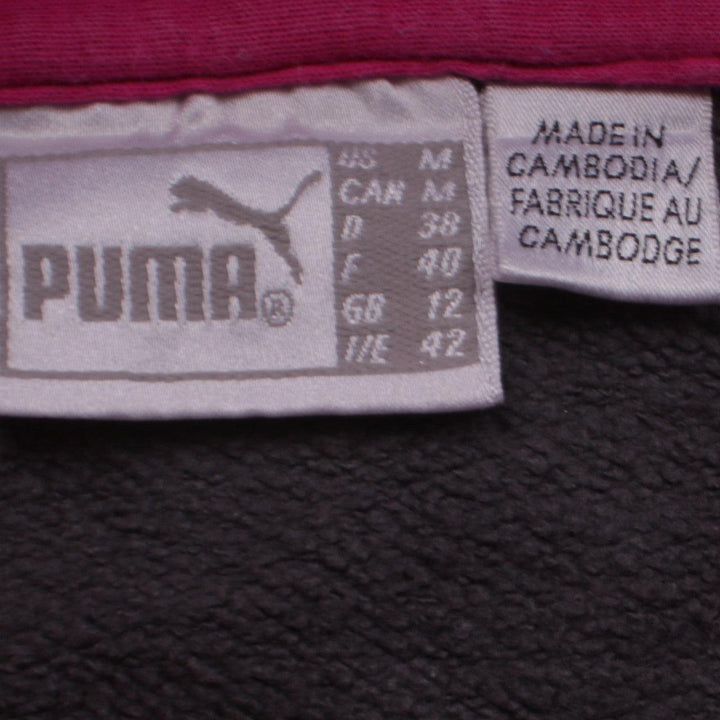 PUMA®
US M
CAN M
D 38
F 40
GB 12
I/E 42
MADE IN
CAMBODIA/
FABRIQUE AU
CAMBODGE